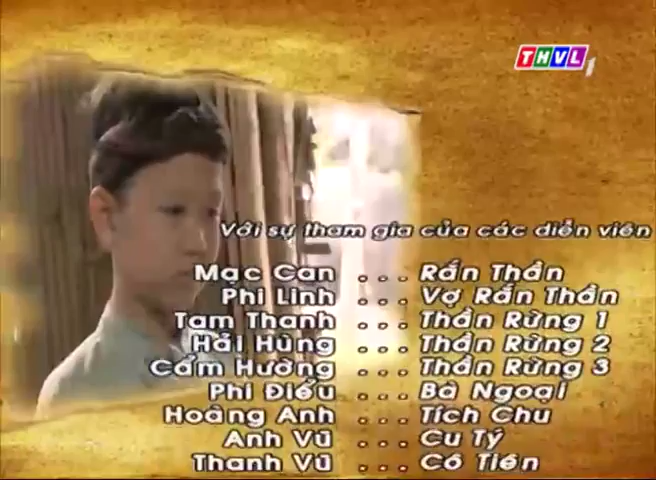 THVL1
Với sự tham gia của các diễn viên
Mạc Can . . . Rắn Thần
Phi Linh . . . Vợ Rắn Thần
Tam Thanh . . . Thần Rừng 1
Hải Hùng . . . Thần Rừng 2
Cẩm Hường . . . Thần Rừng 3
Phi Điểu . . . Bà Ngoại
Hoàng Anh . . . Tích Chu
Anh Vũ . . . Cu Tý
Thanh Vũ . . . Cô Tiên